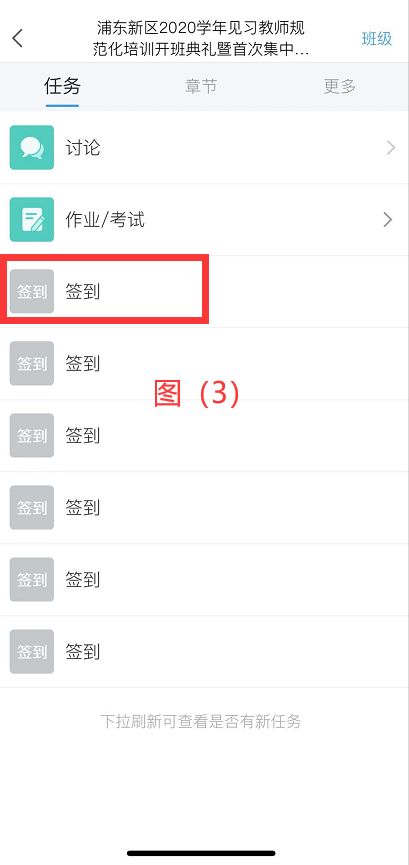 浦东新区2020学年见习教师规
范化培训开班典礼暨首次集中...
班级
任务
章节
更多
讨论
作业/考试
签到 签到
签到 签到
图（3）
签到 签到
签到 签到
签到 签到
签到 签到
下拉刷新可查看是否有新任务